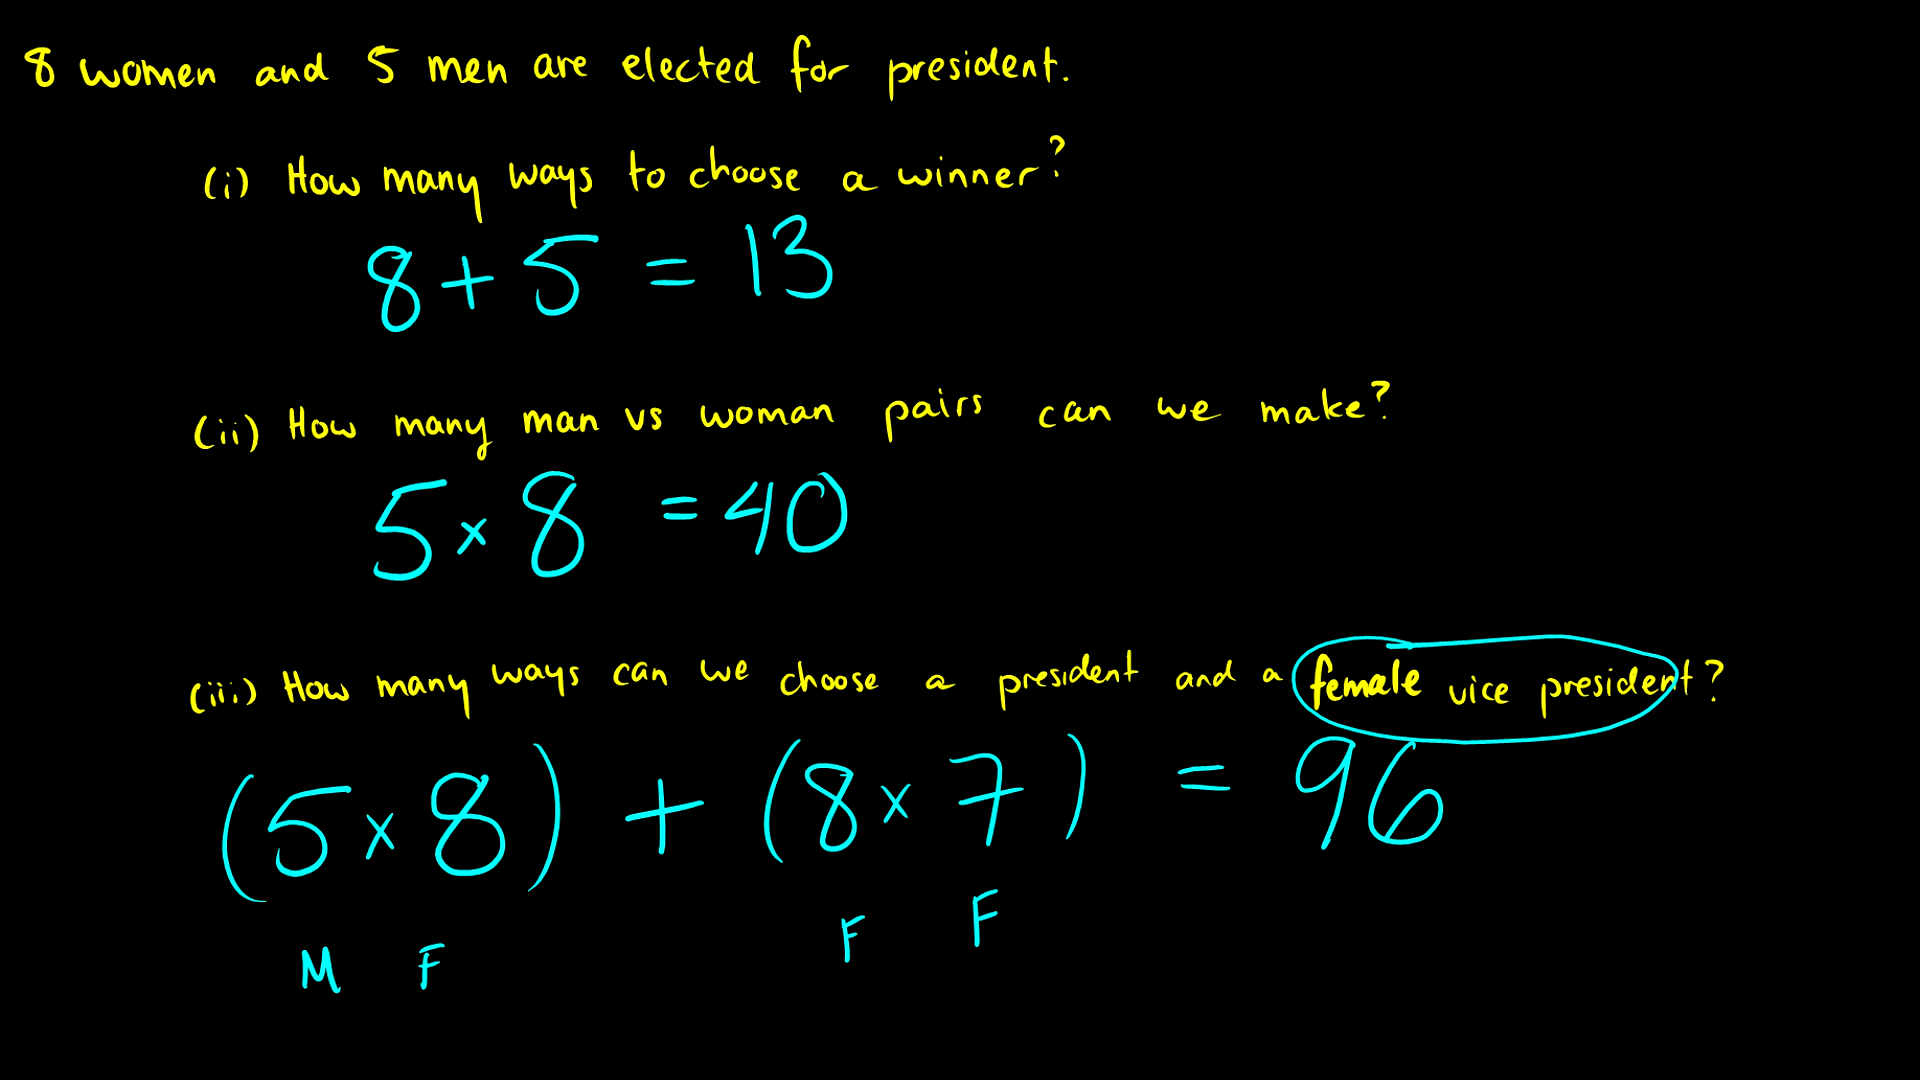 8 women and 5 men are elected for president.
(i) How many ways to choose a winner?
8 + 5 = 13
(ii) How many man vs woman pairs can we make?
5 × 8 = 40
(iii) How many ways can we choose a president and a female vice president?
(5 × 8) + (8 × 7) = 96
M F F F